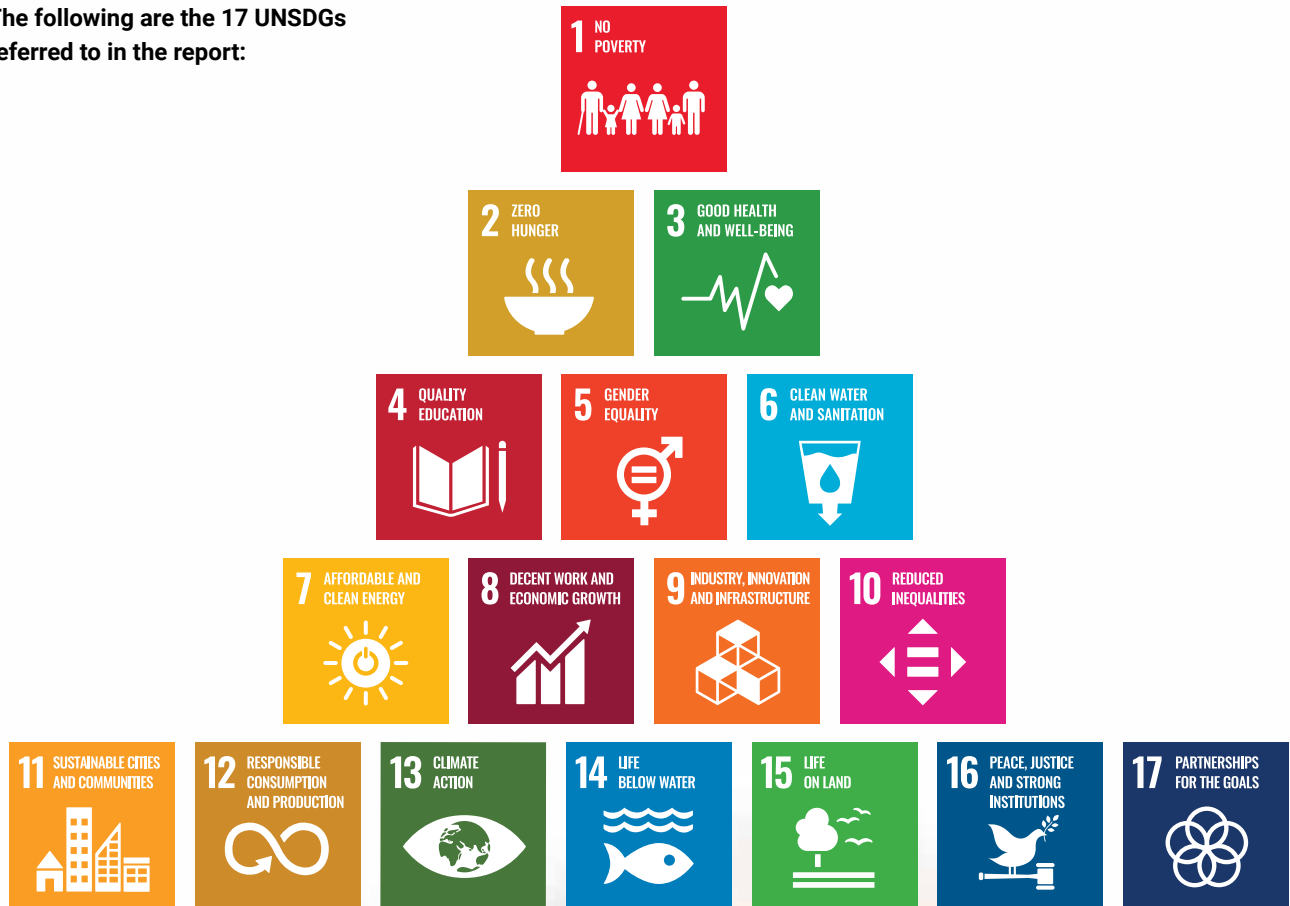 The following are the 17 UNSDGs
referred to in the report:
1 NO
POVERTY
2 ZERO
HUNGER
3 GOOD HEALTH
AND WELL-BEING
4 QUALITY
EDUCATION
5 GENDER
EQUALITY
6 CLEAN WATER
AND SANITATION
7 AFFORDABLE AND
CLEAN ENERGY
8 DECENT WORK AND
ECONOMIC GROWTH
9 INDUSTRY, INNOVATION
AND INFRASTRUCTURE
10 REDUCED
INEQUALITIES
11 SUSTAINABLE CITIES
AND COMMUNITIES
12 RESPONSIBLE
CONSUMPTION
AND PRODUCTION
13 CLIMATE
ACTION
14 LIFE
BELOW WATER
15 LIFE
ON LAND
16 PEACE, JUSTICE
AND STRONG
INSTITUTIONS
17 PARTNERSHIPS
FOR THE GOALS